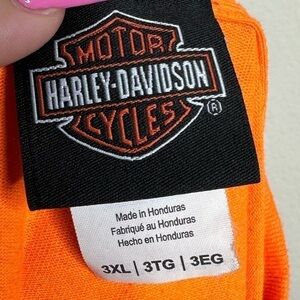 MOTOR
HARLEY-DAVIDSON
CYCLES
®
Made in Honduras
Fabriqué au Honduras
Hecho en Honduras
3XL | 3TG | 3EG